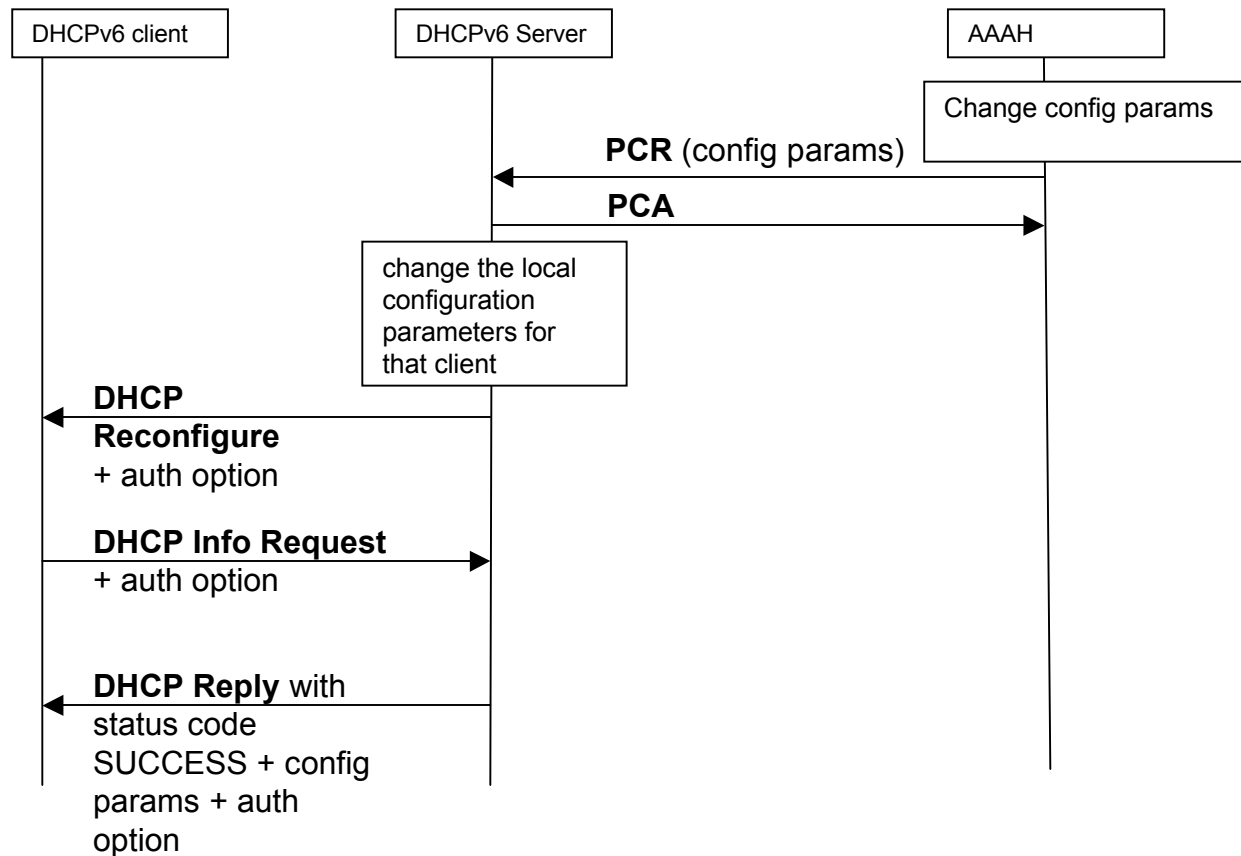 DHCPv6 client
DHCPv6 Server
AAAH
Change config params
PCR (config params)
PCA
change the local
configuration
parameters for
that client
DHCP
Reconfigure
+ auth option
DHCP Info Request
+ auth option
DHCP Reply with
status code
SUCCESS + config
params + auth
option